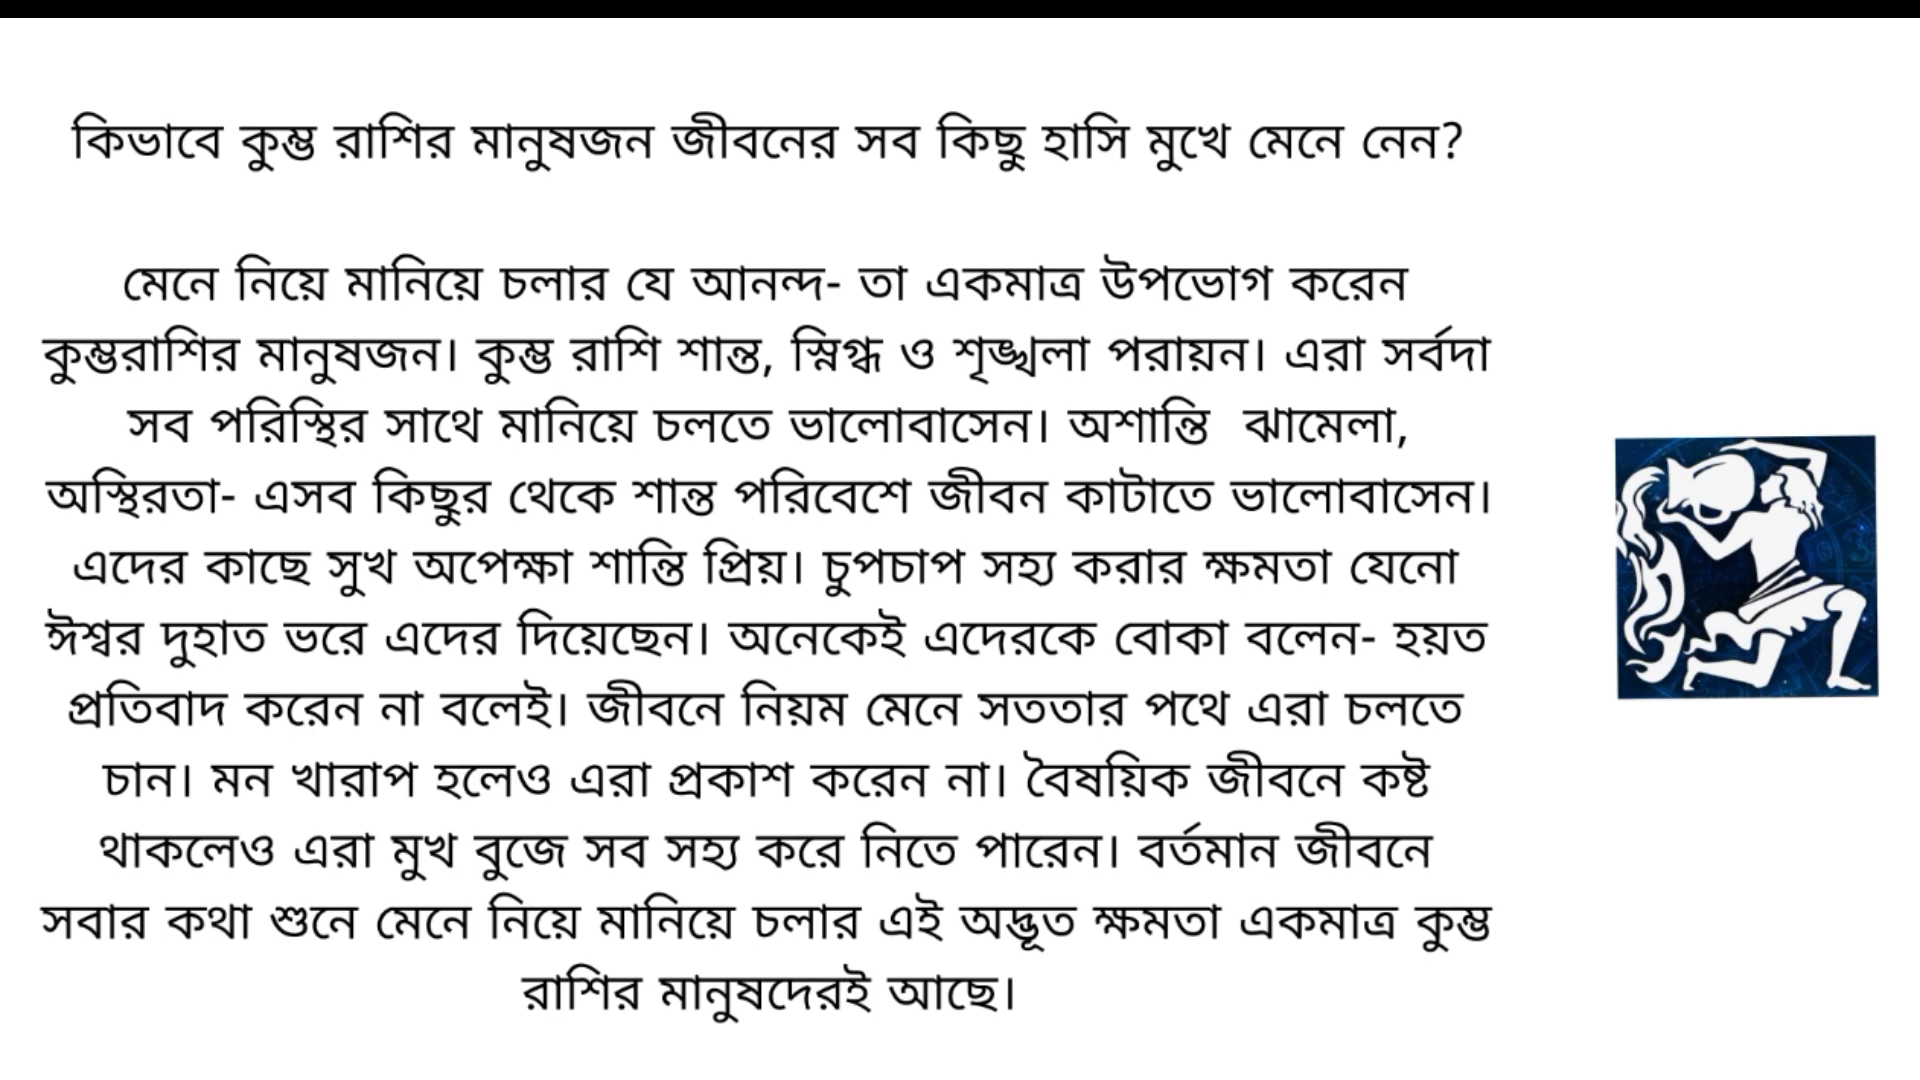 কিভাবে কুম্ভ রাশির মানুষজন জীবনের সব কিছু হাসি মুখে মেনে নেন?
মেনে নিয়ে মানিয়ে চলার যে আনন্দ- তা একমাত্র উপভোগ করেন
কুম্ভরাশির মানুষজন। কুম্ভ রাশি শান্ত, স্নিগ্ধ ও শৃঙ্খলা পরায়ন। এরা সর্বদা
সব পরিস্থির সাথে মানিয়ে চলতে ভালোবাসেন। অশান্তি  ঝামেলা,
অস্থিরতা- এসব কিছুর থেকে শান্ত পরিবেশে জীবন কাটাতে ভালোবাসেন।
এদের কাছে সুখ অপেক্ষা শান্তি প্রিয়। চুপচাপ সহ্য করার ক্ষমতা যেনো
ঈশ্বর দুহাত ভরে এদের দিয়েছেন। অনেকেই এদেরকে বোকা বলেন- হয়ত
প্রতিবাদ করেন না বলেই। জীবনে নিয়ম মেনে সততার পথে এরা চলতে
চান। মন খারাপ হলেও এরা প্রকাশ করেন না। বৈষয়িক জীবনে কষ্ট
থাকলেও এরা মুখ বুজে সব সহ্য করে নিতে পারেন। বর্তমান জীবনে
সবার কথা শুনে মেনে নিয়ে মানিয়ে চলার এই অদ্ভূত ক্ষমতা একমাত্র কুম্ভ
রাশির মানুষদেরই আছে।